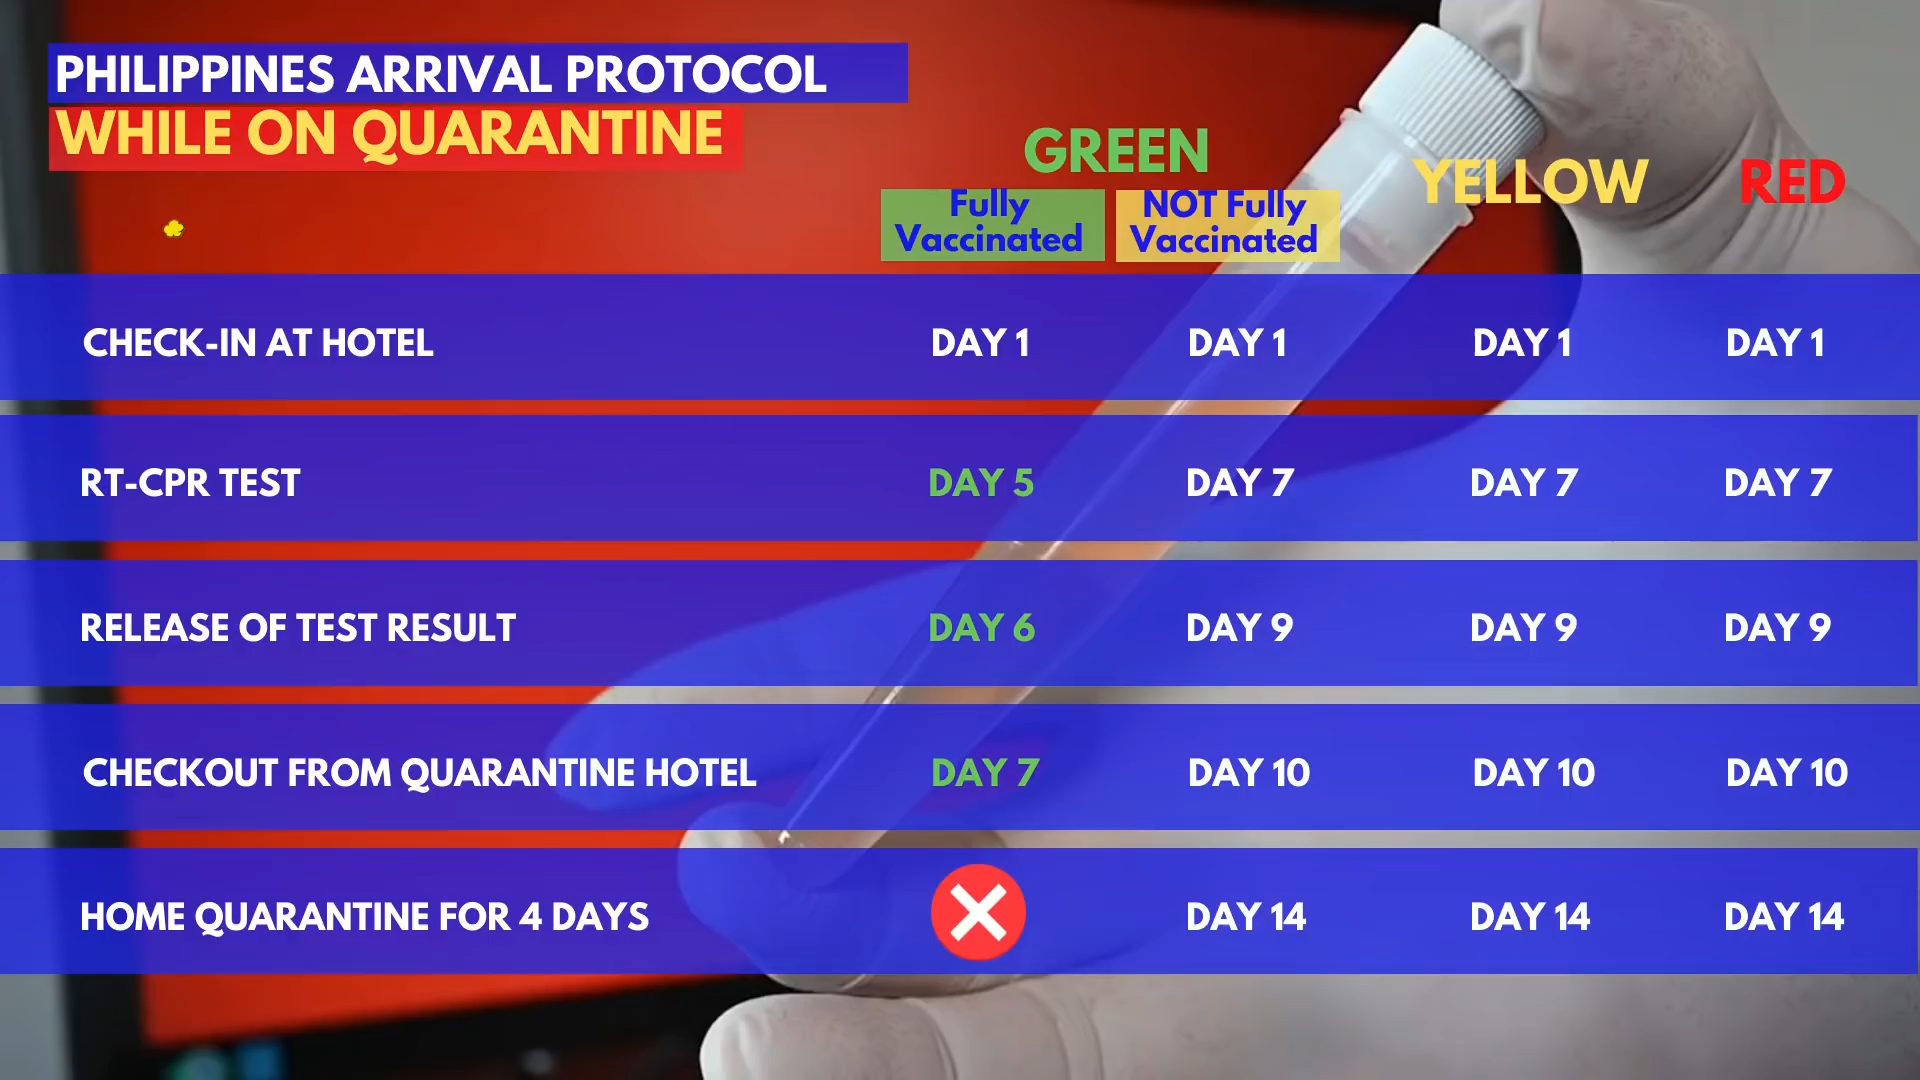 PHILIPPINES ARRIVAL PROTOCOL
WHILE ON QUARANTINE
GREEN
YELLOW
RED
Fully
Vaccinated
NOT Fully
Vaccinated
CHECK-IN AT HOTEL DAY 1 DAY 1 DAY 1 DAY 1
RT-CPR TEST DAY 5 DAY 7 DAY 7 DAY 7
RELEASE OF TEST RESULT DAY 6 DAY 9 DAY 9 DAY 9
CHECKOUT FROM QUARANTINE HOTEL DAY 7 DAY 10 DAY 10 DAY 10
HOME QUARANTINE FOR 4 DAYS DAY 14 DAY 14 DAY 14